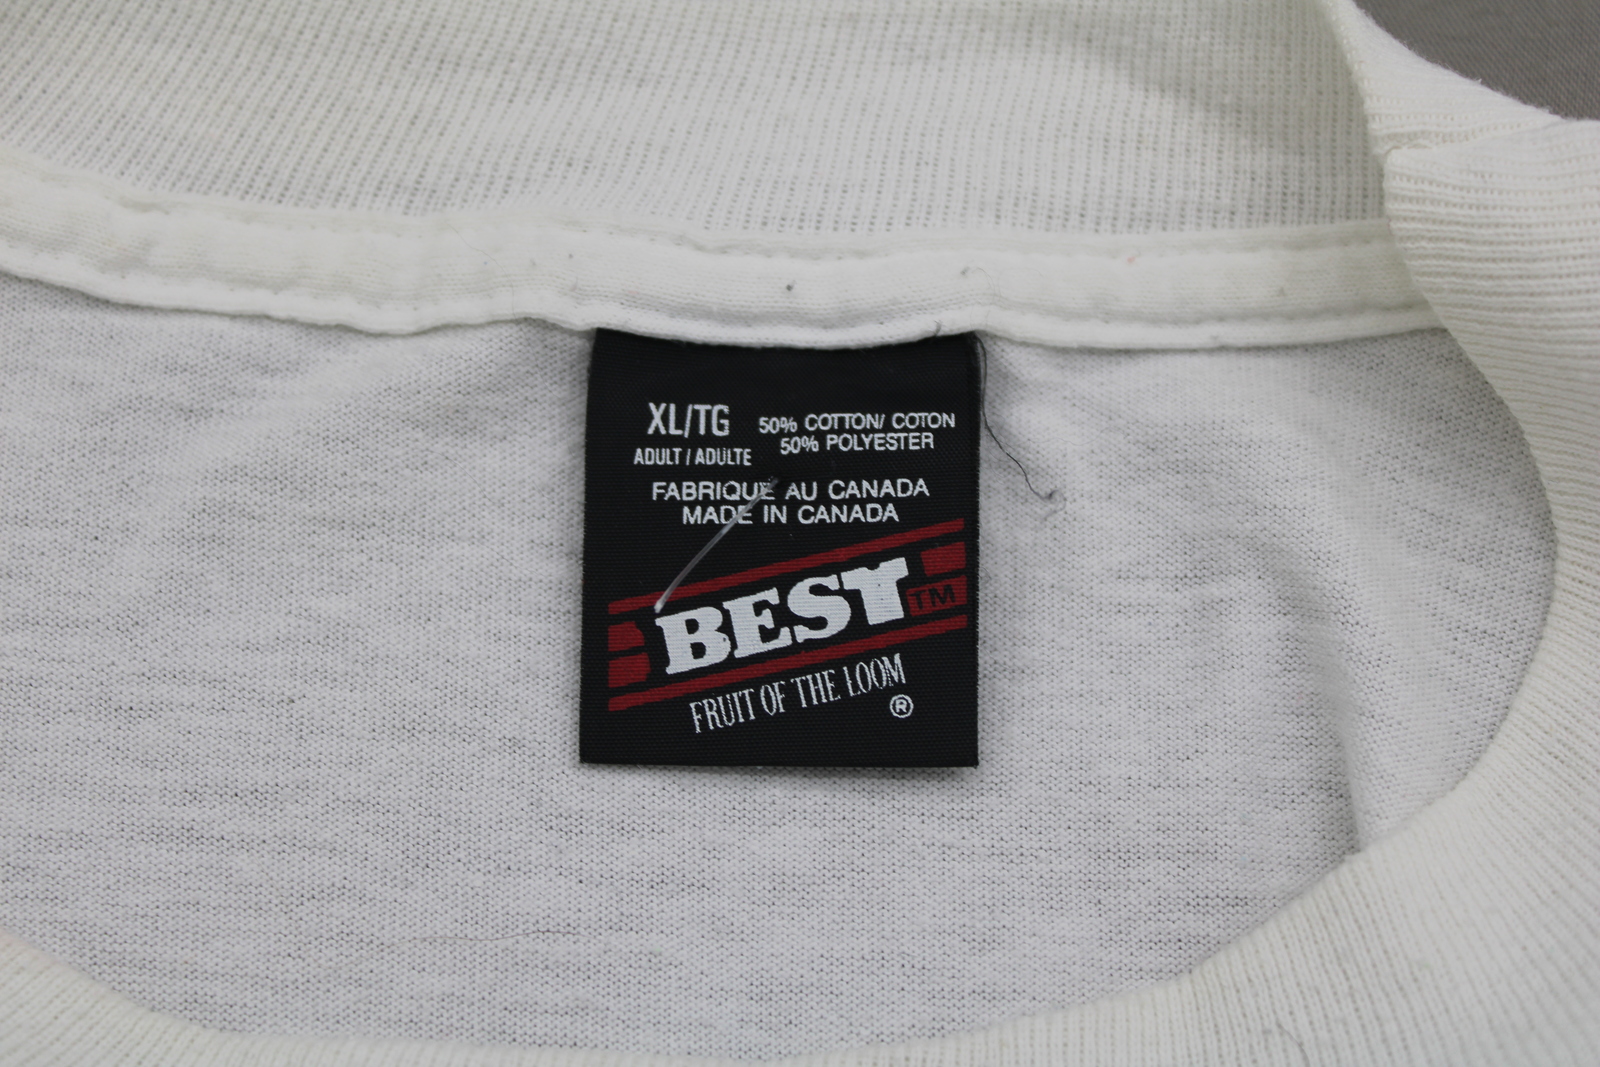 XL/TG
ADULT / ADULTE
50% COTTON/ COTON
50% POLYESTER
FABRIQUE AU CANADA
MADE IN CANADA
BEST TM
FRUIT OF THE LOOM
®